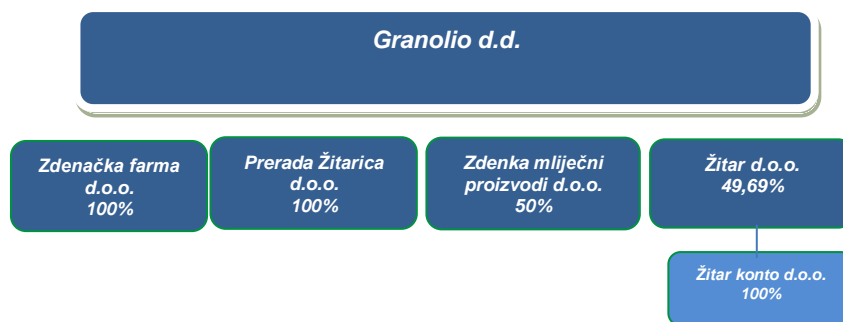 Granolio d.d.
Zdenačka farma
d.o.o.
100%
Prerada Žitarica
d.o.o.
100%
Zdenka mliječni
proizvodi d.o.o.
50%
Žitar d.o.o.
49,69%
Žitar konto d.o.o.
100%